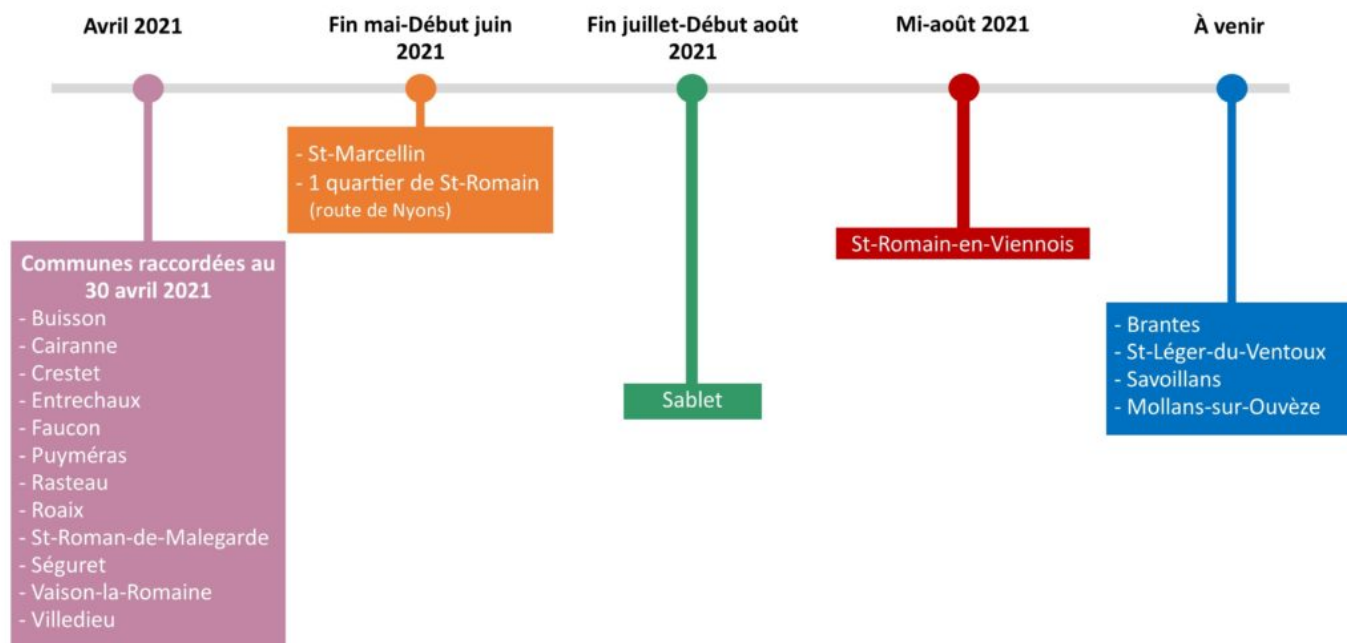 Avril 2021
Fin mai-Début juin
2021
Fin juillet-Début août
2021
Mi-août 2021
À venir
Communes raccordées au
30 avril 2021
- Buisson
- Cairanne
- Crestet
- Entrechaux
- Faucon
- Puyméras
- Rasteau
- Roaix
- St-Roman-de-Malegarde
- Séguret
- Vaison-la-Romaine
- Villedieu
- St-Marcellin
- 1 quartier de St-Romain
(route de Nyons)
Sablet
St-Romain-en-Viennois
- Brantes
- St-Léger-du-Ventoux
- Savoillans
- Mollans-sur-Ouvèze